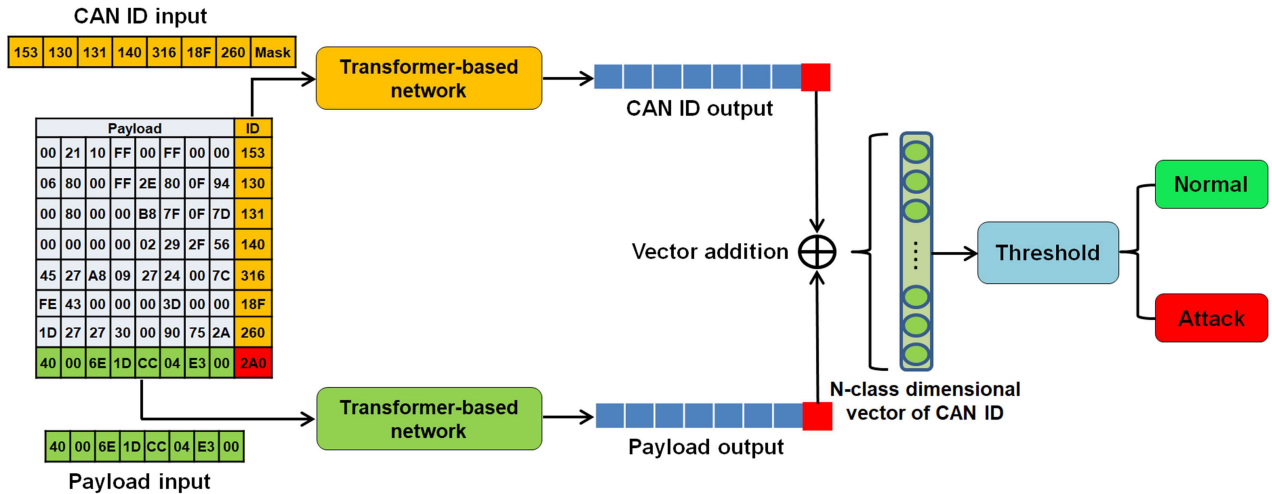 CAN ID input
153 130 131 140 316 18F 260 Mask
Transformer-based
network
CAN ID output
Payload ID
00 21 10 FF 00 FF 00 00 153
06 80 00 FF 2E 80 0F 94 130
00 80 00 00 B8 7F 0F 7D 131
00 00 00 00 02 29 2F 56 140
45 27 A8 09 27 24 00 7C 316
FE 43 00 00 00 3D 00 00 18F
1D 27 27 30 00 90 75 2A 260
40 00 6E 1D CC 04 E3 00 2A0
Vector addition
Threshold
Normal
Attack
N-class dimensional
vector of CAN ID
Transformer-based
network
Payload output
40 00 6E 1D CC 04 E3 00
Payload input